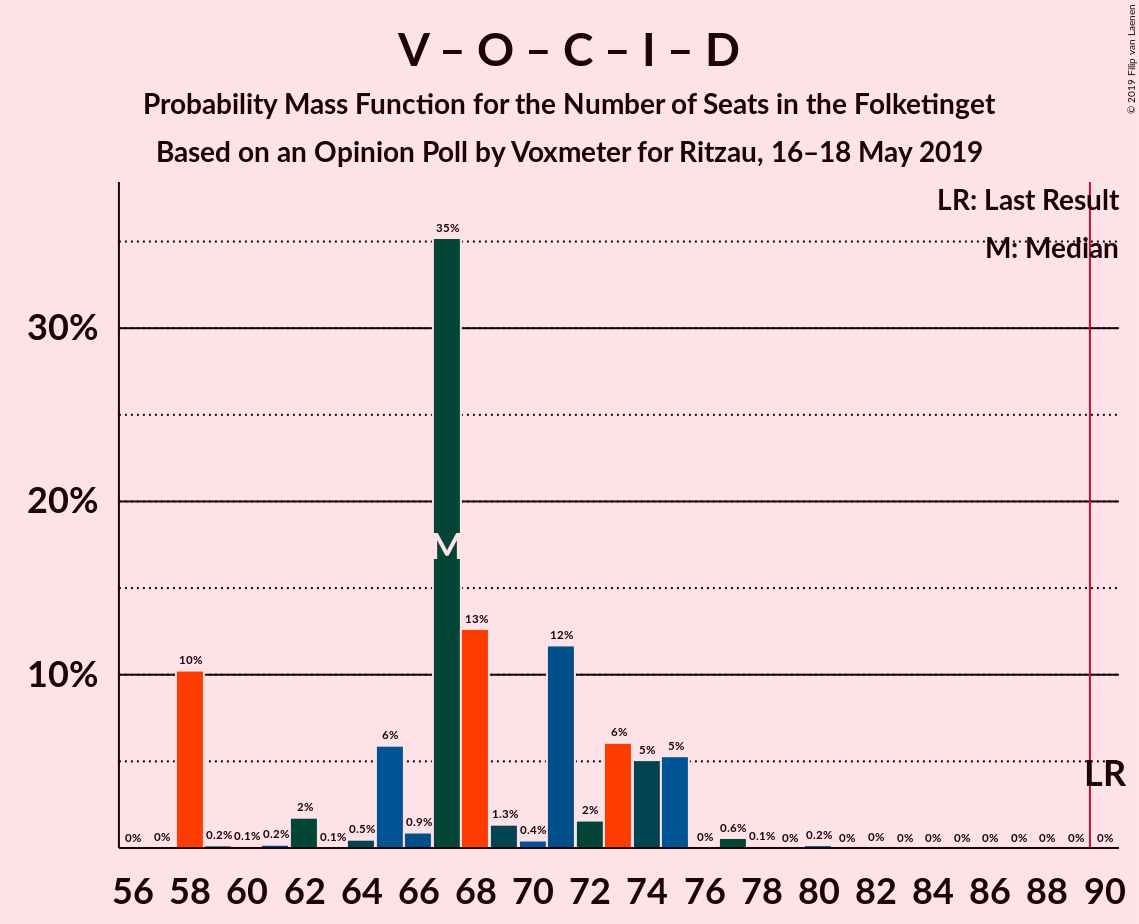 V – O – C – I – D
Probability Mass Function for the Number of Seats in the Folketinget
Based on an Opinion Poll by Voxmeter for Ritzau, 16–18 May 2019
© 2019 Filip van Laenen
LR: Last Result
M: Median
30%
20%
10%
0% 0% 10% 0.2% 0.1% 0.2% 2% 0.1% 0.5% 6% 0.9% 35% 13% 1.3% 0.4% 12% 2% 6% 5% 5% 0% 0.6% 0.1% 0% 0.2% 0% 0% 0% 0% 0% 0% 0% 0% 0% 0%
M
LR
56 58 60 62 64 66 68 70 72 74 76 78 80 82 84 86 88 90